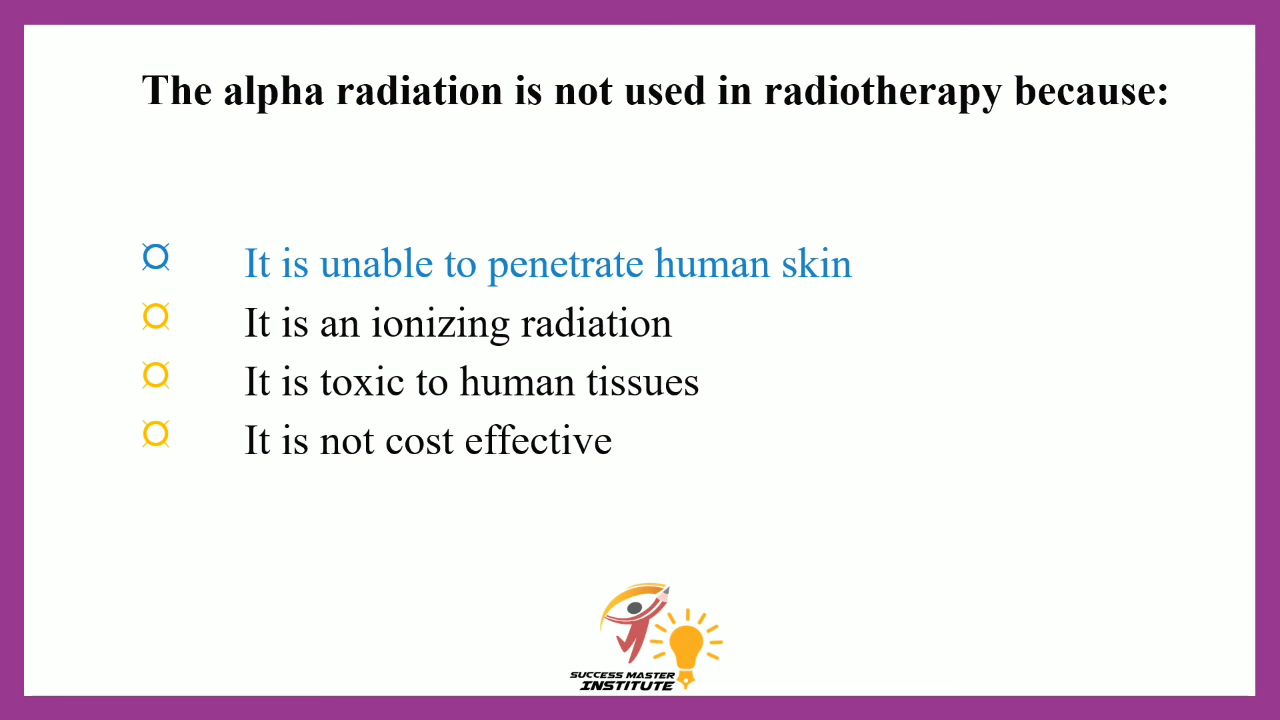 The alpha radiation is not used in radiotherapy because:
¤ It is unable to penetrate human skin
¤ It is an ionizing radiation
¤ It is toxic to human tissues
¤ It is not cost effective
SUCCESS MASTER
INSTITUTE